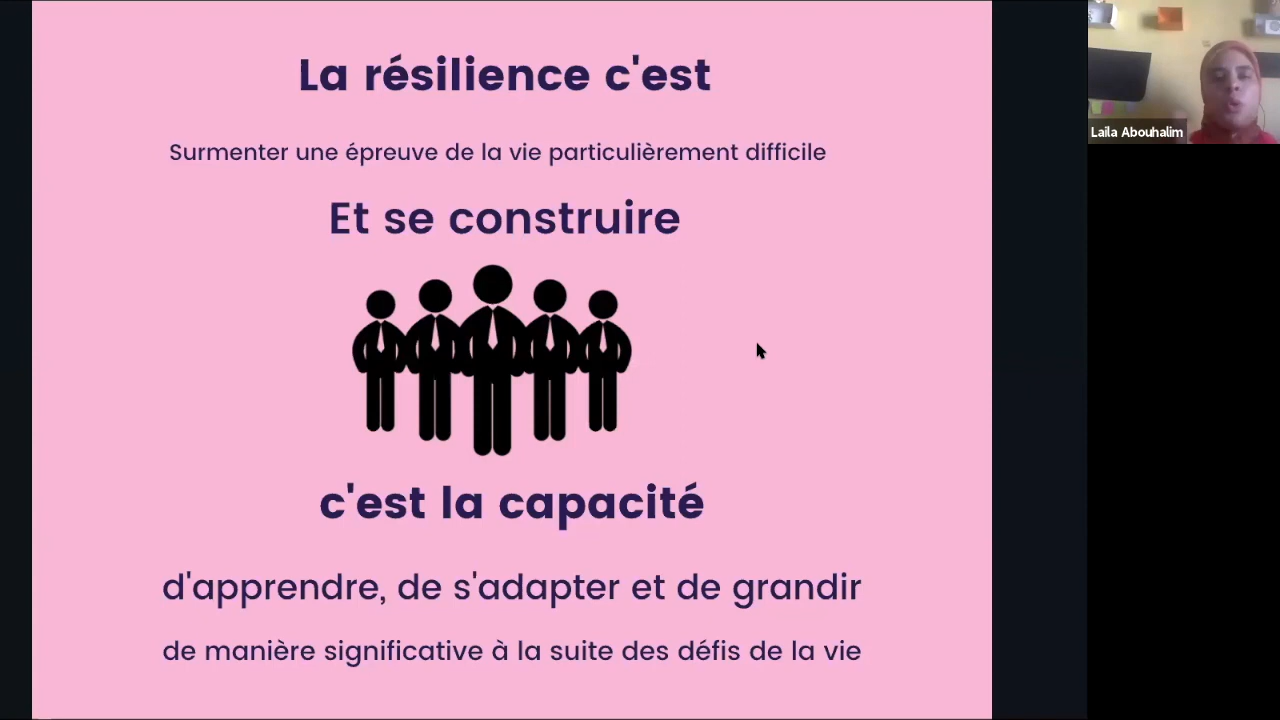 La résilience c'est
Surmenter une épreuve de la vie particulièrement difficile
Et se construire
c'est la capacité
d'apprendre, de s'adapter et de grandir
de manière significative à la suite des défis de la vie
Laila Abouhalim